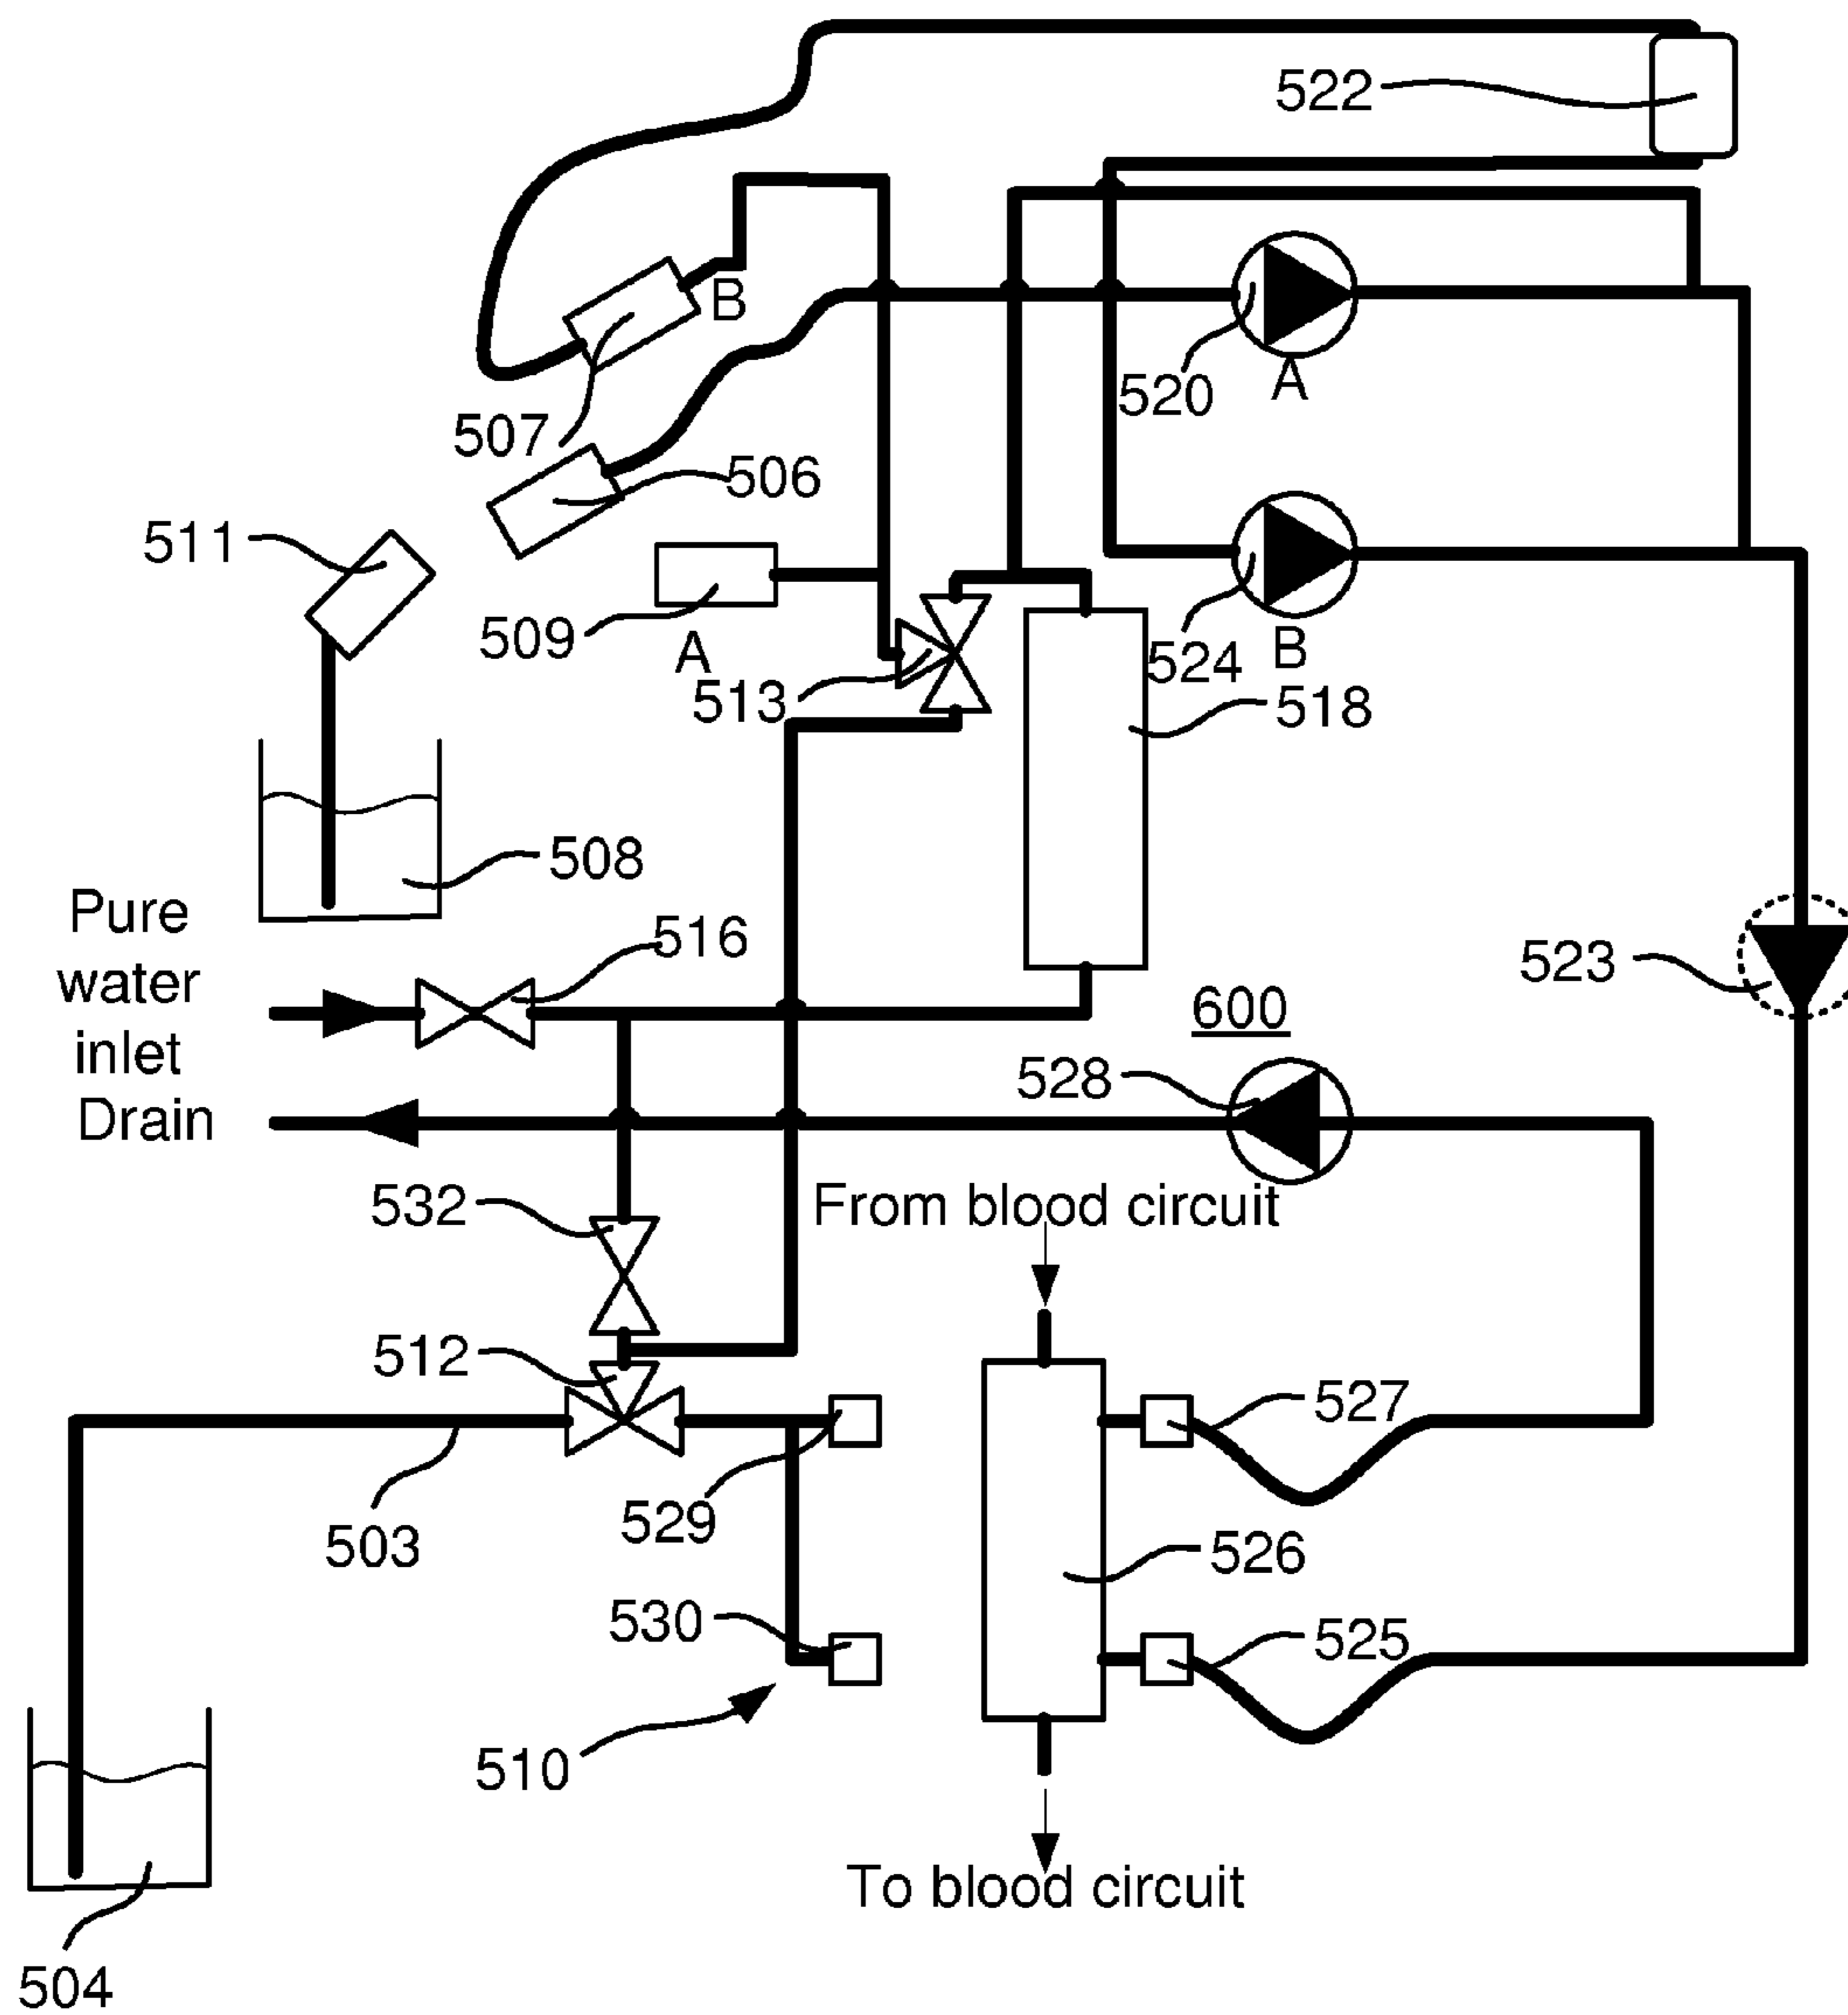 522
B
520
A
507
506
511
509
A
524
B
513
518
508
516
Pure
water
inlet
Drain
523
600
528
532
From blood circuit
512
527
529
503
526
530
525
510
To blood circuit
504